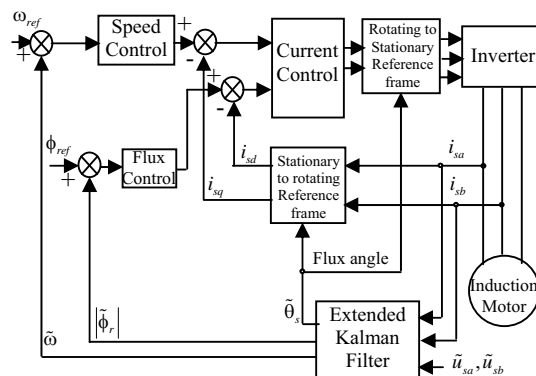 ω_ref
+
Speed
Control
+
-
Current
Control
Rotating to
Stationary
Reference
frame
Inverter
+
-
ϕ_ref
+
Flux
Control
i_sd
i_sq
Stationary
to rotating
Reference
frame
i_sa
i_sb
Flux angle
Induction
Motor
ω̃
|ϕ̃_r|
θ̃_s
Extended
Kalman
Filter
ũ_sa, ũ_sb